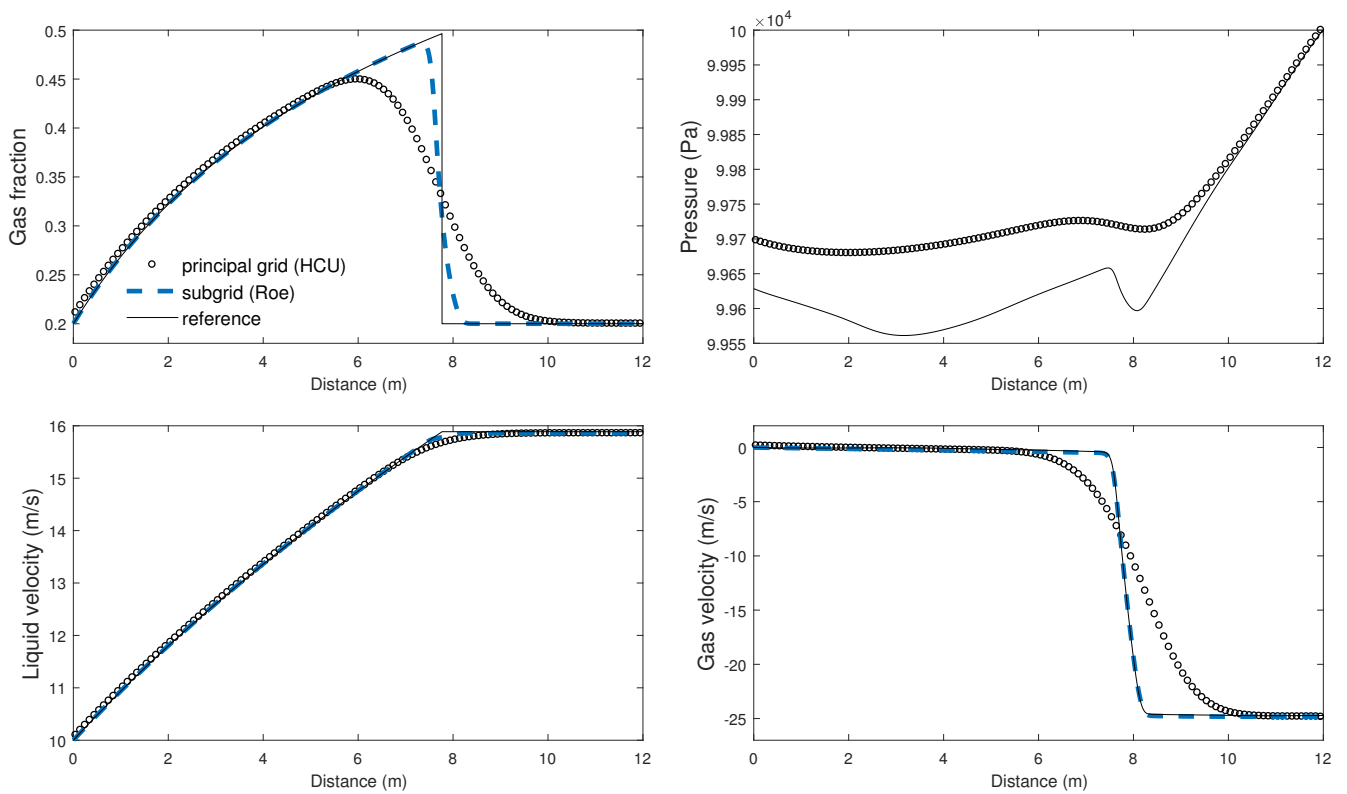 0.5
0.45
0.4
0.35
0.3
0.25
0.2
Gas fraction
principal grid (HCU)
subgrid (Roe)
reference
0 2 4 6 8 10 12
Distance (m)
×10⁴
10
9.995
9.99
9.985
9.98
9.975
9.97
9.965
9.96
9.955
Pressure (Pa)
0 2 4 6 8 10 12
Distance (m)
16
15
14
13
12
11
10
Liquid velocity (m/s)
0 2 4 6 8 10 12
Distance (m)
0
-5
-10
-15
-20
-25
Gas velocity (m/s)
0 2 4 6 8 10 12
Distance (m)